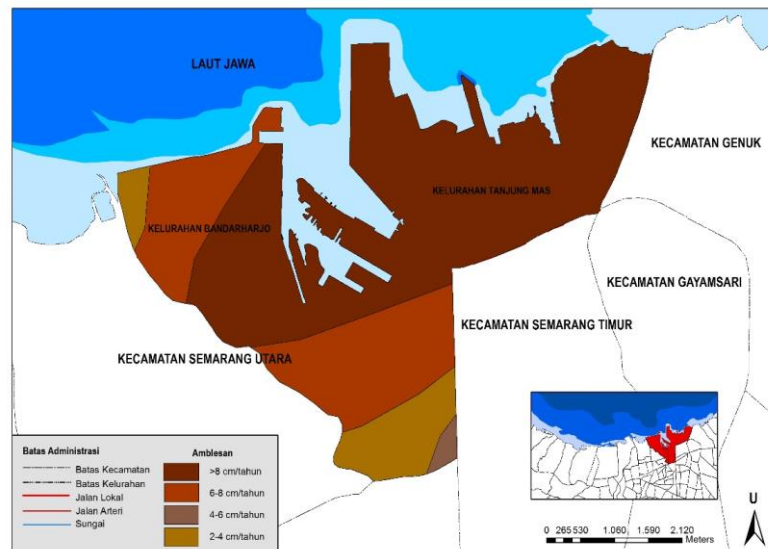 LAUT JAWA
KECAMATAN GENUK
KELURAHAN TANJUNG MAS
KELURAHAN BANDARHARJO
KECAMATAN GAYAMSARI
KECAMATAN SEMARANG TIMUR
KECAMATAN SEMARANG UTARA
Batas Administrasi
Batas Kecamatan
Batas Kelurahan
Jalan Lokal
Jalan Arteri
Sungai
Amblesan
>8 cm/tahun
6-8 cm/tahun
4-6 cm/tahun
2-4 cm/tahun
U
0 265 530 1.060 1.590 2.120
Meters